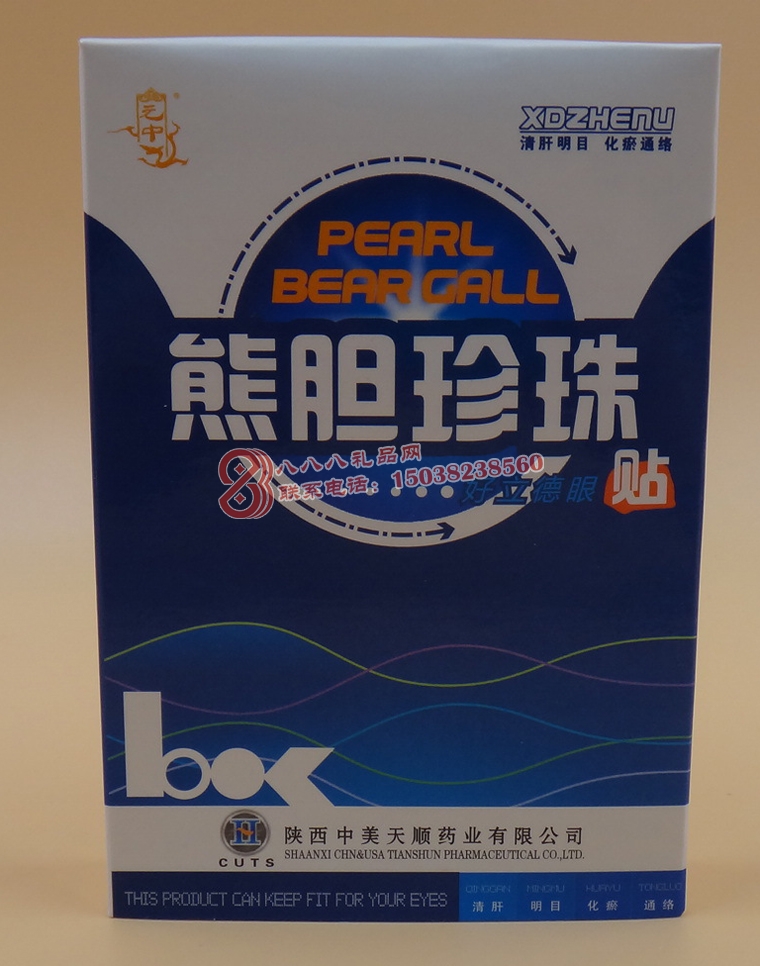 元中
®
XDZHENU
清肝明目 化瘀通络
PEARL
BEAR GALL
熊胆珍珠
八八八礼品网
联系电话：15038238560
好立德眼 贴
look
陕西中美天顺药业有限公司
SHAANXI CHN&USA TIANSHUN PHARMACEUTICAL CO.,LTD.
CUTS
THIS PRODUCT CAN KEEP FIT FOR YOUR EYES
QINGGAN MINGMU HUAYU TONGLUO
清肝 明目 化瘀 通络